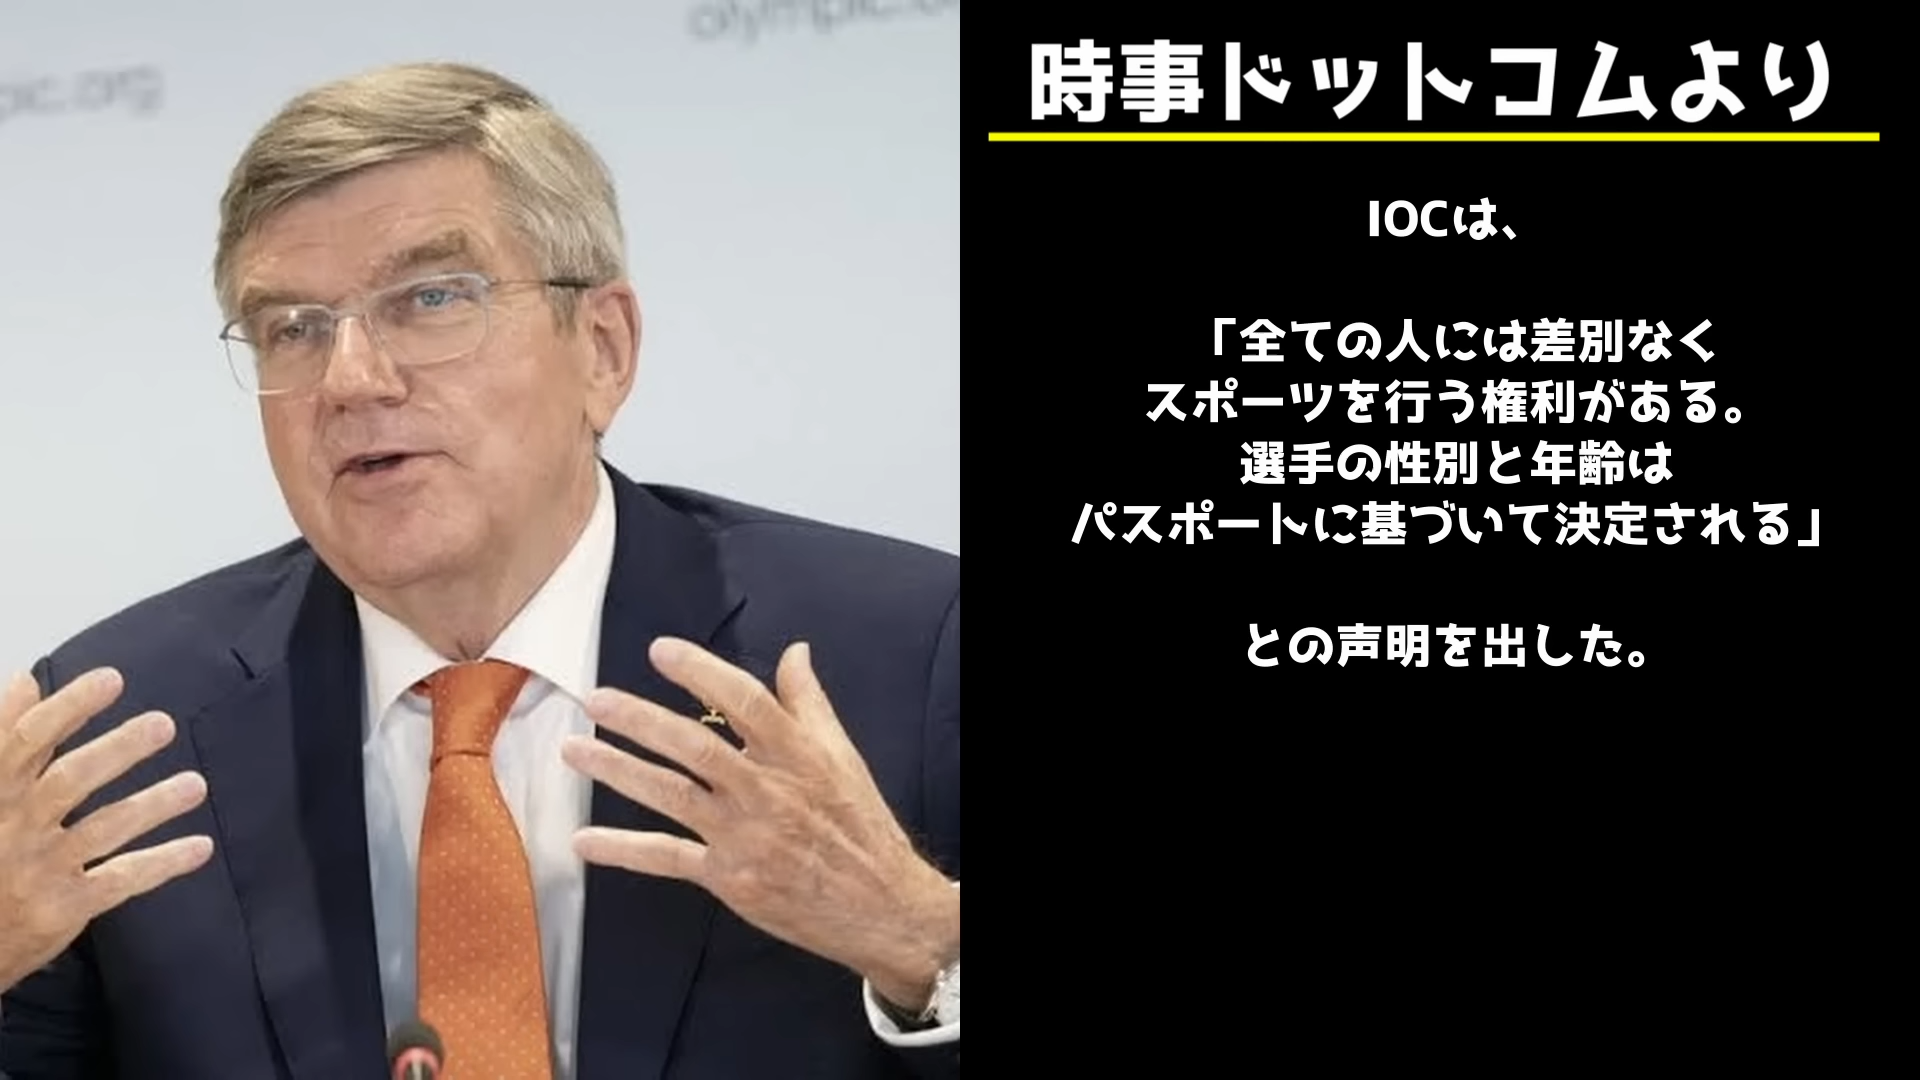 olympic.o
pic.org
時事ドットコムより
IOCは、
「全ての人には差別なく
スポーツを行う権利がある。
選手の性別と年齢は
パスポートに基づいて決定される」
との声明を出した。